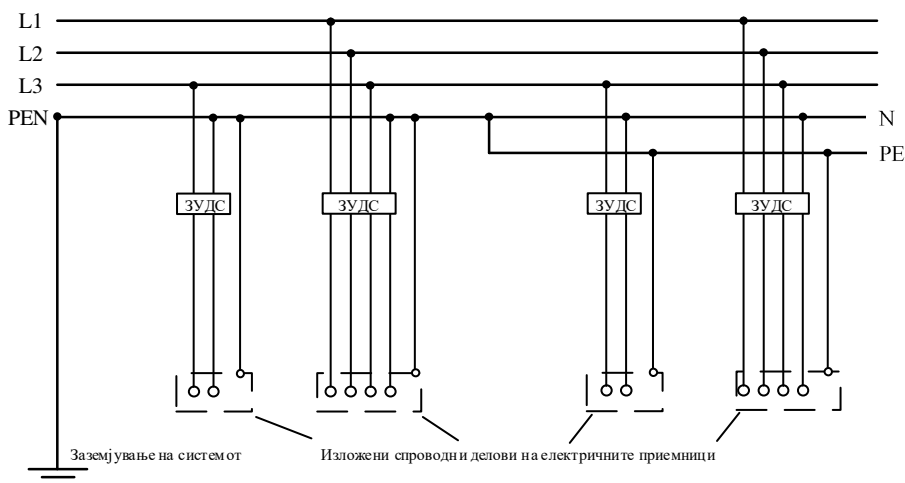 L1
L2
L3
PEN
N
PE
ЗУДС
ЗУДС
ЗУДС
ЗУДС
Заземјување на системот
Изложени спроводни делови на електричните приемници